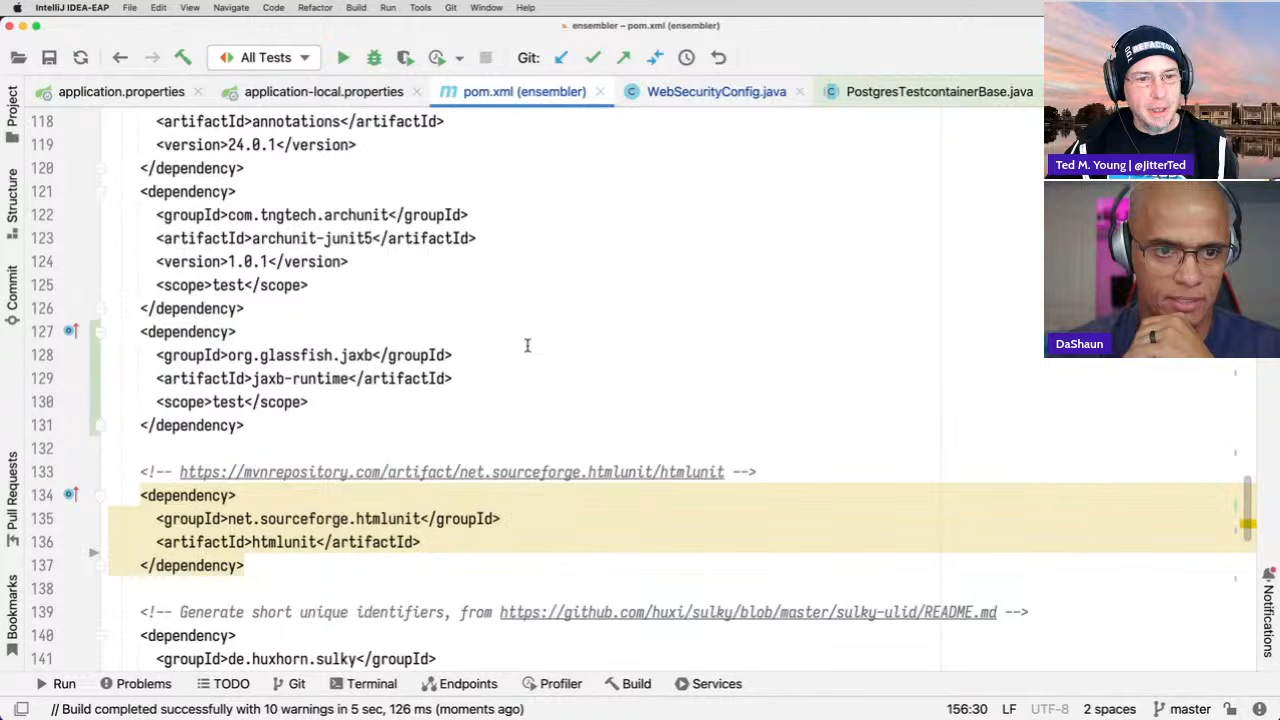 IntelliJ IDEA-EAP File Edit View Navigate Code Refactor Build Run Tools Git Window Help
ensembler – pom.xml (ensembler)
All Tests Git:
application.properties application-local.properties pom.xml (ensembler) WebSecurityConfig.java PostgresTestcontainerBase.java
Project
Structure
Commit
Pull Requests
Bookmarks
118 <artifactId>annotations</artifactId>
119 <version>24.0.1</version>
120 </dependency>
121 <dependency>
122 <groupId>com.tngtech.archunit</groupId>
123 <artifactId>archunit-junit5</artifactId>
124 <version>1.0.1</version>
125 <scope>test</scope>
126 </dependency>
127 <dependency>
128 <groupId>org.glassfish.jaxb</groupId>
129 <artifactId>jaxb-runtime</artifactId>
130 <scope>test</scope>
131 </dependency>
132
133 <!-- https://mvnrepository.com/artifact/net.sourceforge.htmlunit/htmlunit -->
134 <dependency>
135 <groupId>net.sourceforge.htmlunit</groupId>
136 <artifactId>htmlunit</artifactId>
137 </dependency>
138
139 <!-- Generate short unique identifiers, from https://github.com/huxi/sulky/blob/master/sulky-ulid/README.md -->
140 <dependency>
141 <groupId>de.huxhorn.sulky</groupId>
REFACTOR
Ted M. Young | @JitterTed
DaShaun
Notifications
Run Problems TODO Git Terminal Endpoints Profiler Build Services
// Build completed successfully with 10 warnings in 5 sec, 126 ms (moments ago) 156:30 LF UTF-8 2 spaces master